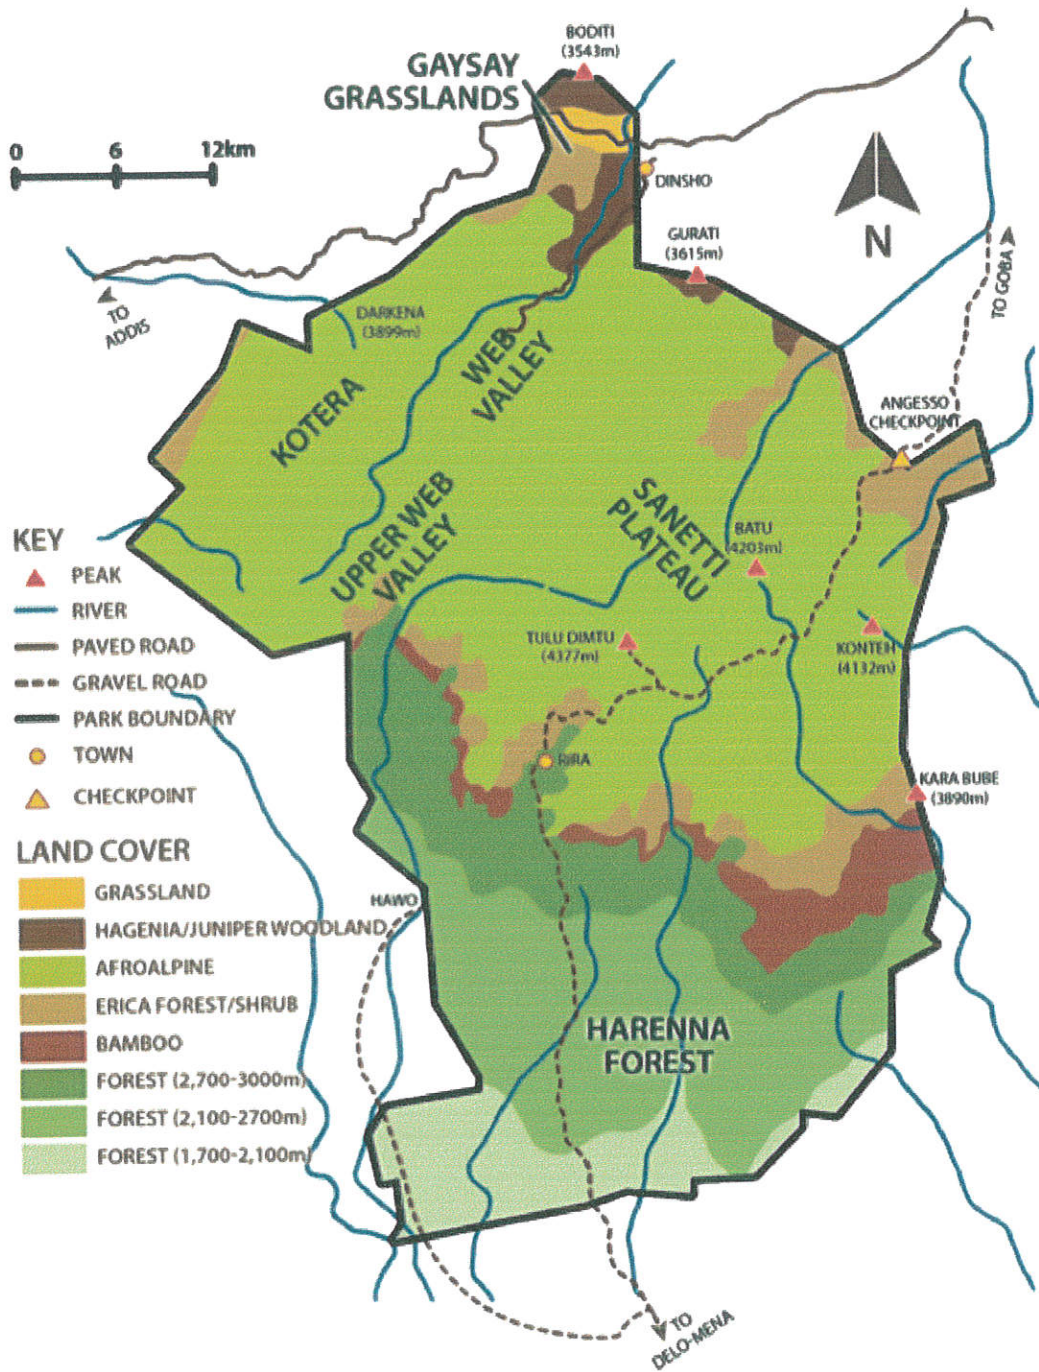 BODITI
(3543m)
GAYSAY
GRASSLANDS
0 6 12km
DINSHO
N
GURATI
(3615m)
TO GOBA
TO
ADDIS
DARKENA
(3899m)
WEB
VALLEY
KOTERA
ANGESSO
CHECKPOINT
UPPER WEB
VALLEY
SANETTI
PLATEAU
BATU
(4203m)
TULU DIMTU
(4377m)
KONTEH
(4132m)
RIRA
KARA BUBE
(3890m)
HAWO
HARENNA
FOREST
TO
DELO-MENA
KEY
PEAK
RIVER
PAVED ROAD
GRAVEL ROAD
PARK BOUNDARY
TOWN
CHECKPOINT
LAND COVER
GRASSLAND
HAGENIA/JUNIPER WOODLAND
AFROALPINE
ERICA FOREST/SHRUB
BAMBOO
FOREST (2,700-3000m)
FOREST (2,100-2700m)
FOREST (1,700-2,100m)